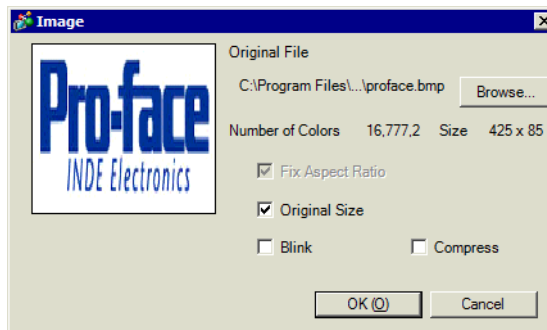 Image
Pro-face
INDE Electronics
Original File
C:\Program Files\...\proface.bmp
Browse...
Number of Colors 16,777,2 Size 425 x 85
Fix Aspect Ratio
Original Size
Blink Compress
OK (O) Cancel